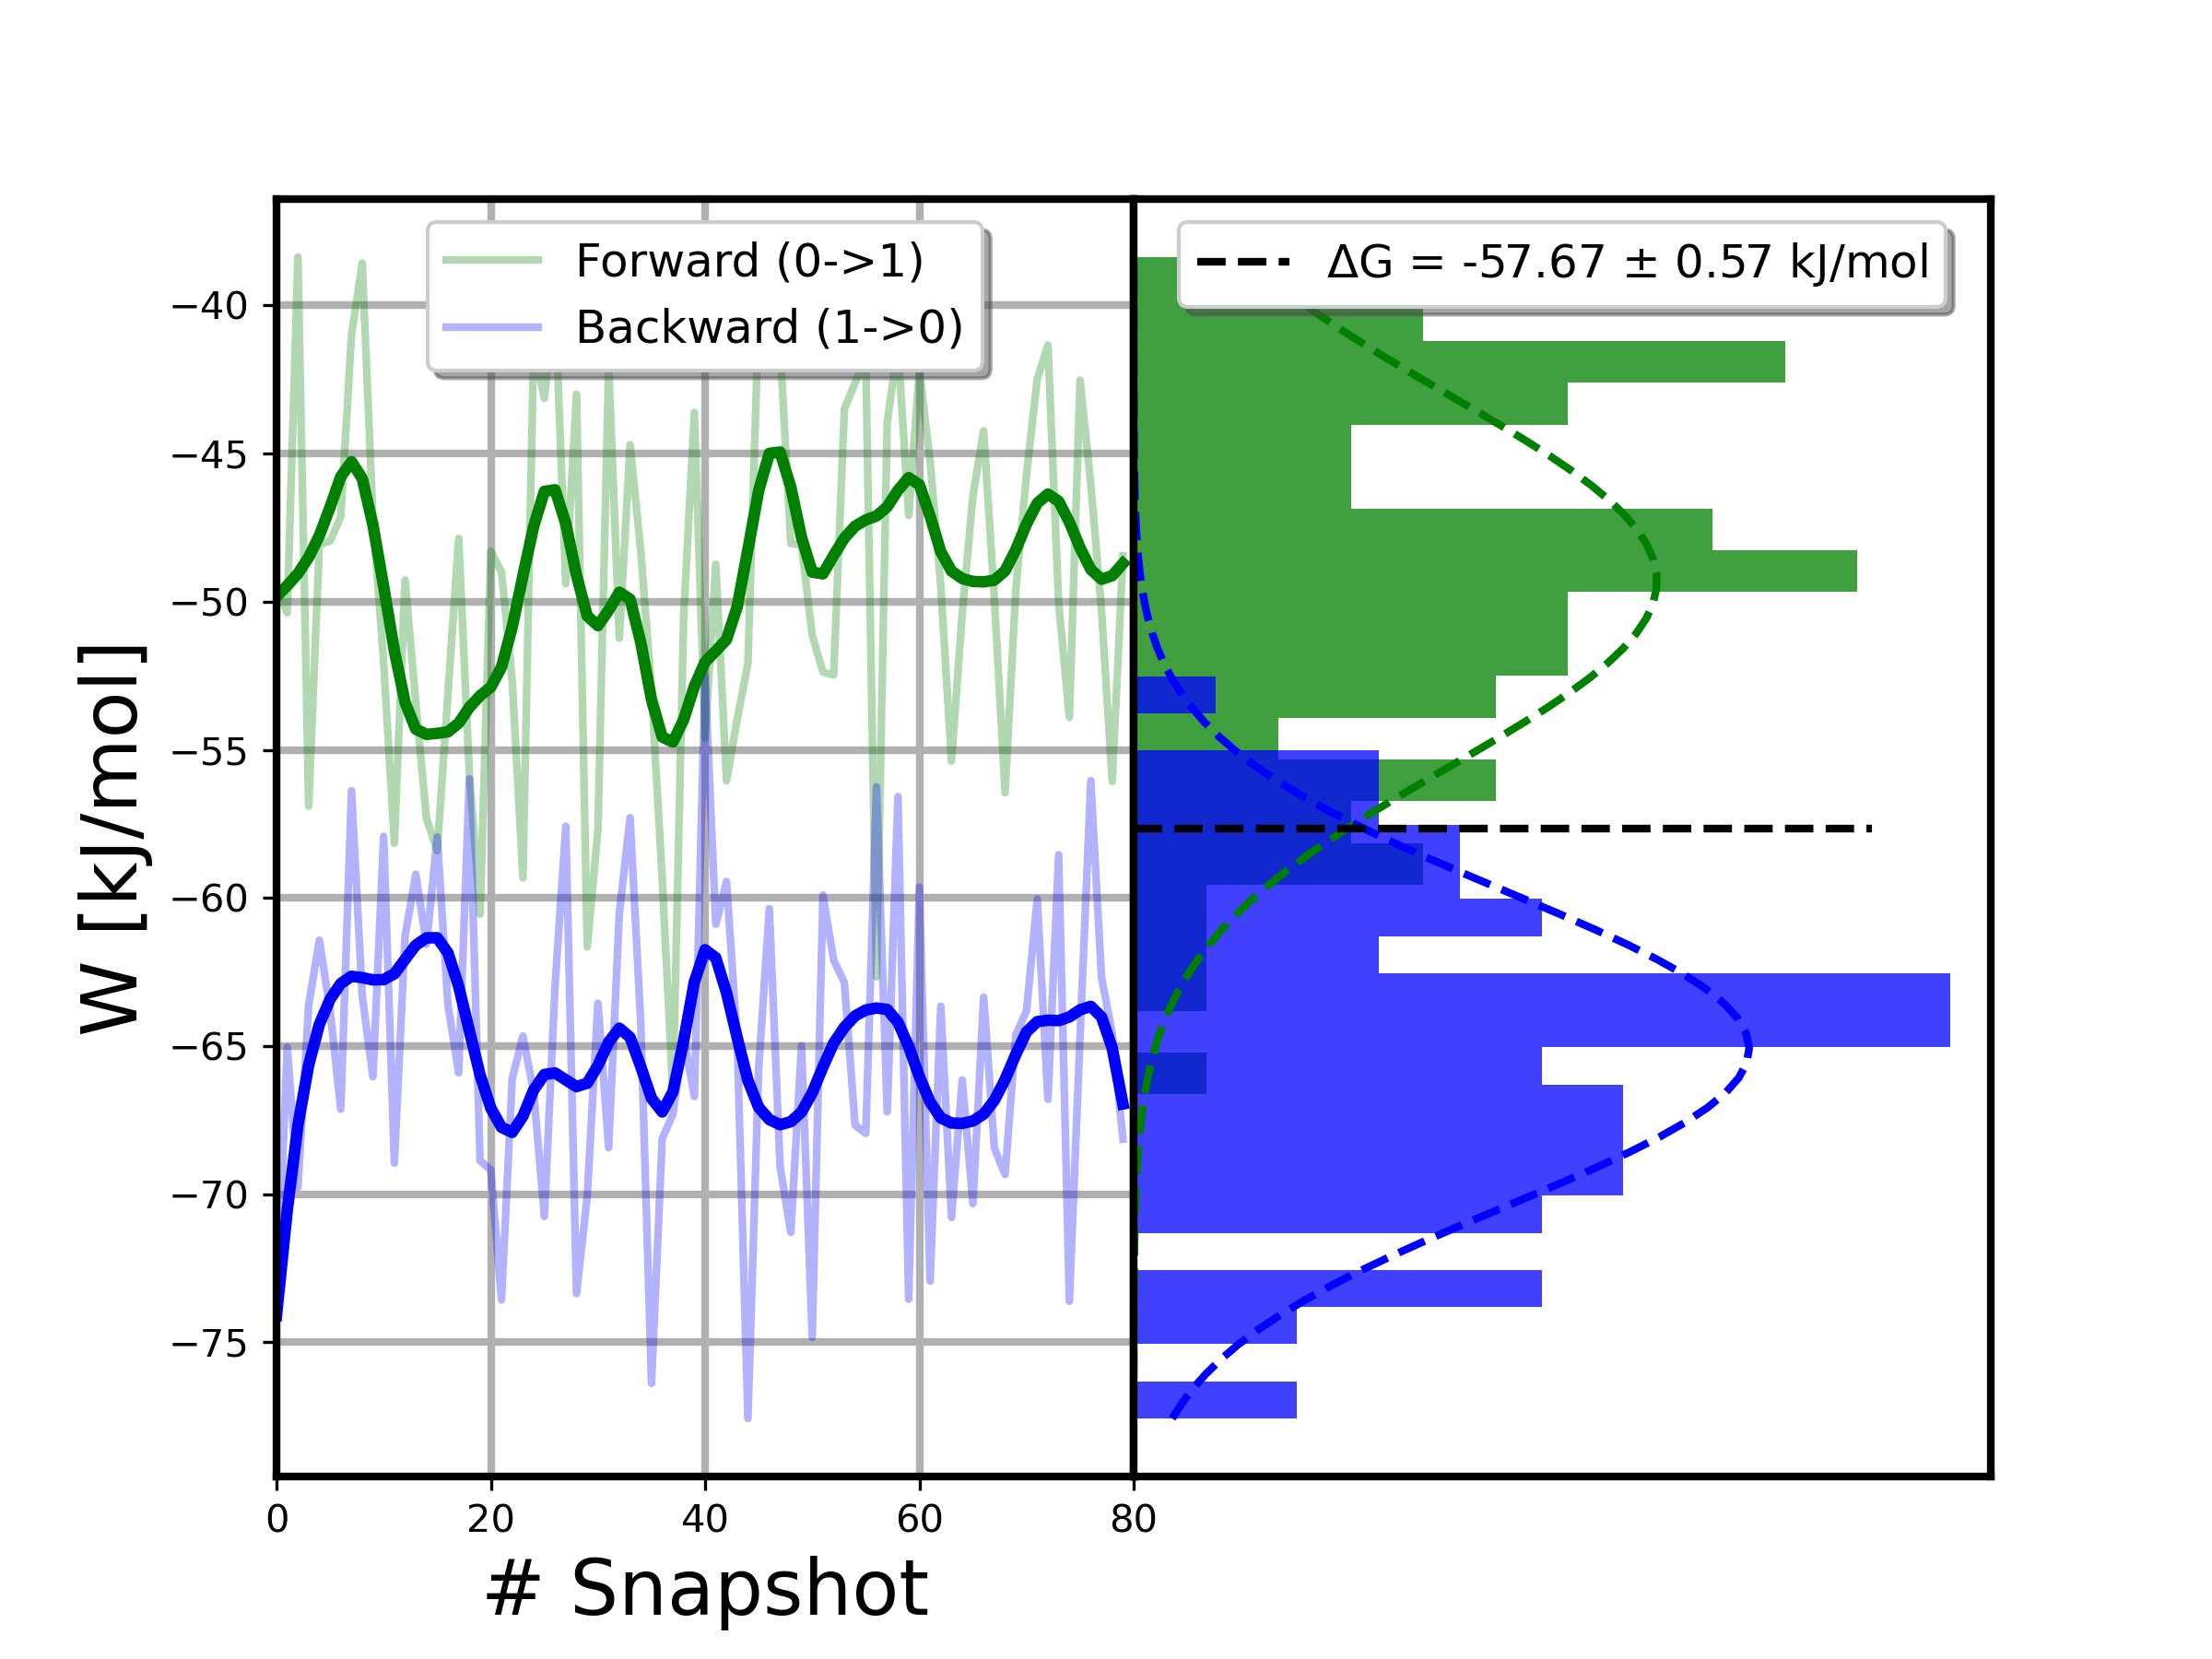 Forward (0->1)
Backward (1->0)
ΔG = -57.67 ± 0.57 kJ/mol
W [kJ/mol]
−40
−45
−50
−55
−60
−65
−70
−75
0 20 40 60 80
# Snapshot